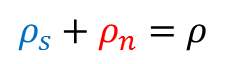 ρₛ + ρₙ = ρ